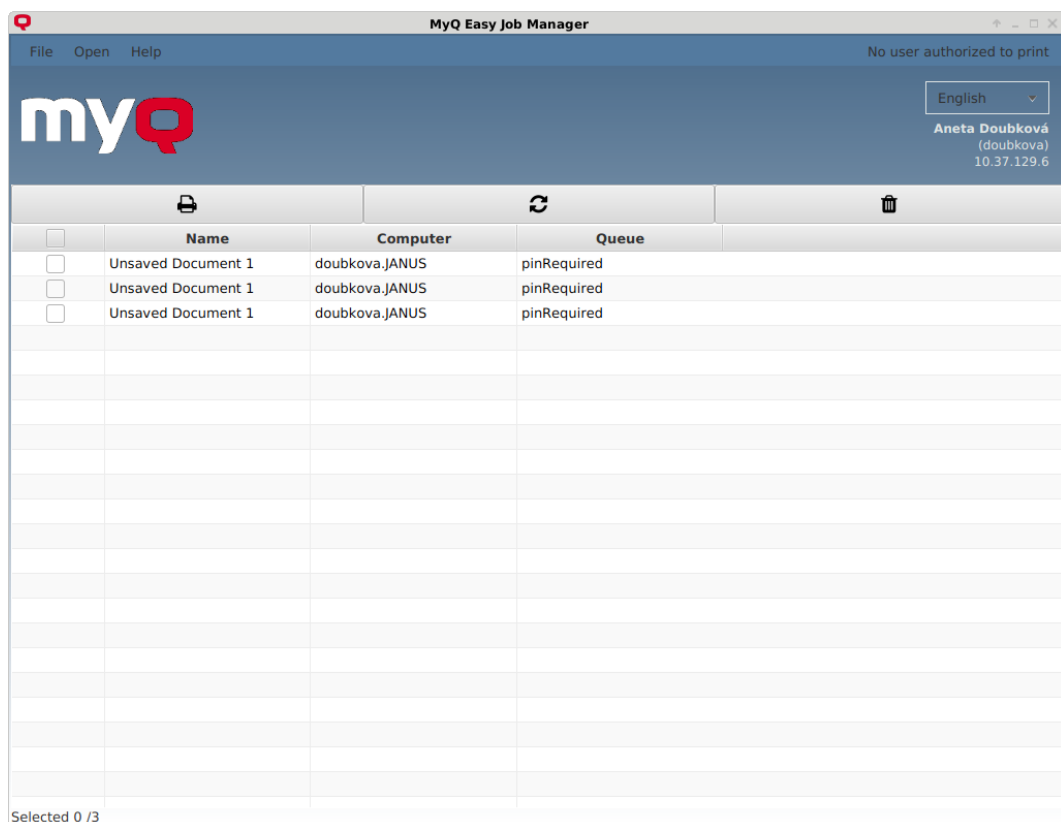 MyQ Easy Job Manager
File Open Help No user authorized to print
myQ
English
Aneta Doubková
(doubkova)
10.37.129.6
Name Computer Queue
Unsaved Document 1 doubkova.JANUS pinRequired
Unsaved Document 1 doubkova.JANUS pinRequired
Unsaved Document 1 doubkova.JANUS pinRequired
Selected 0 /3